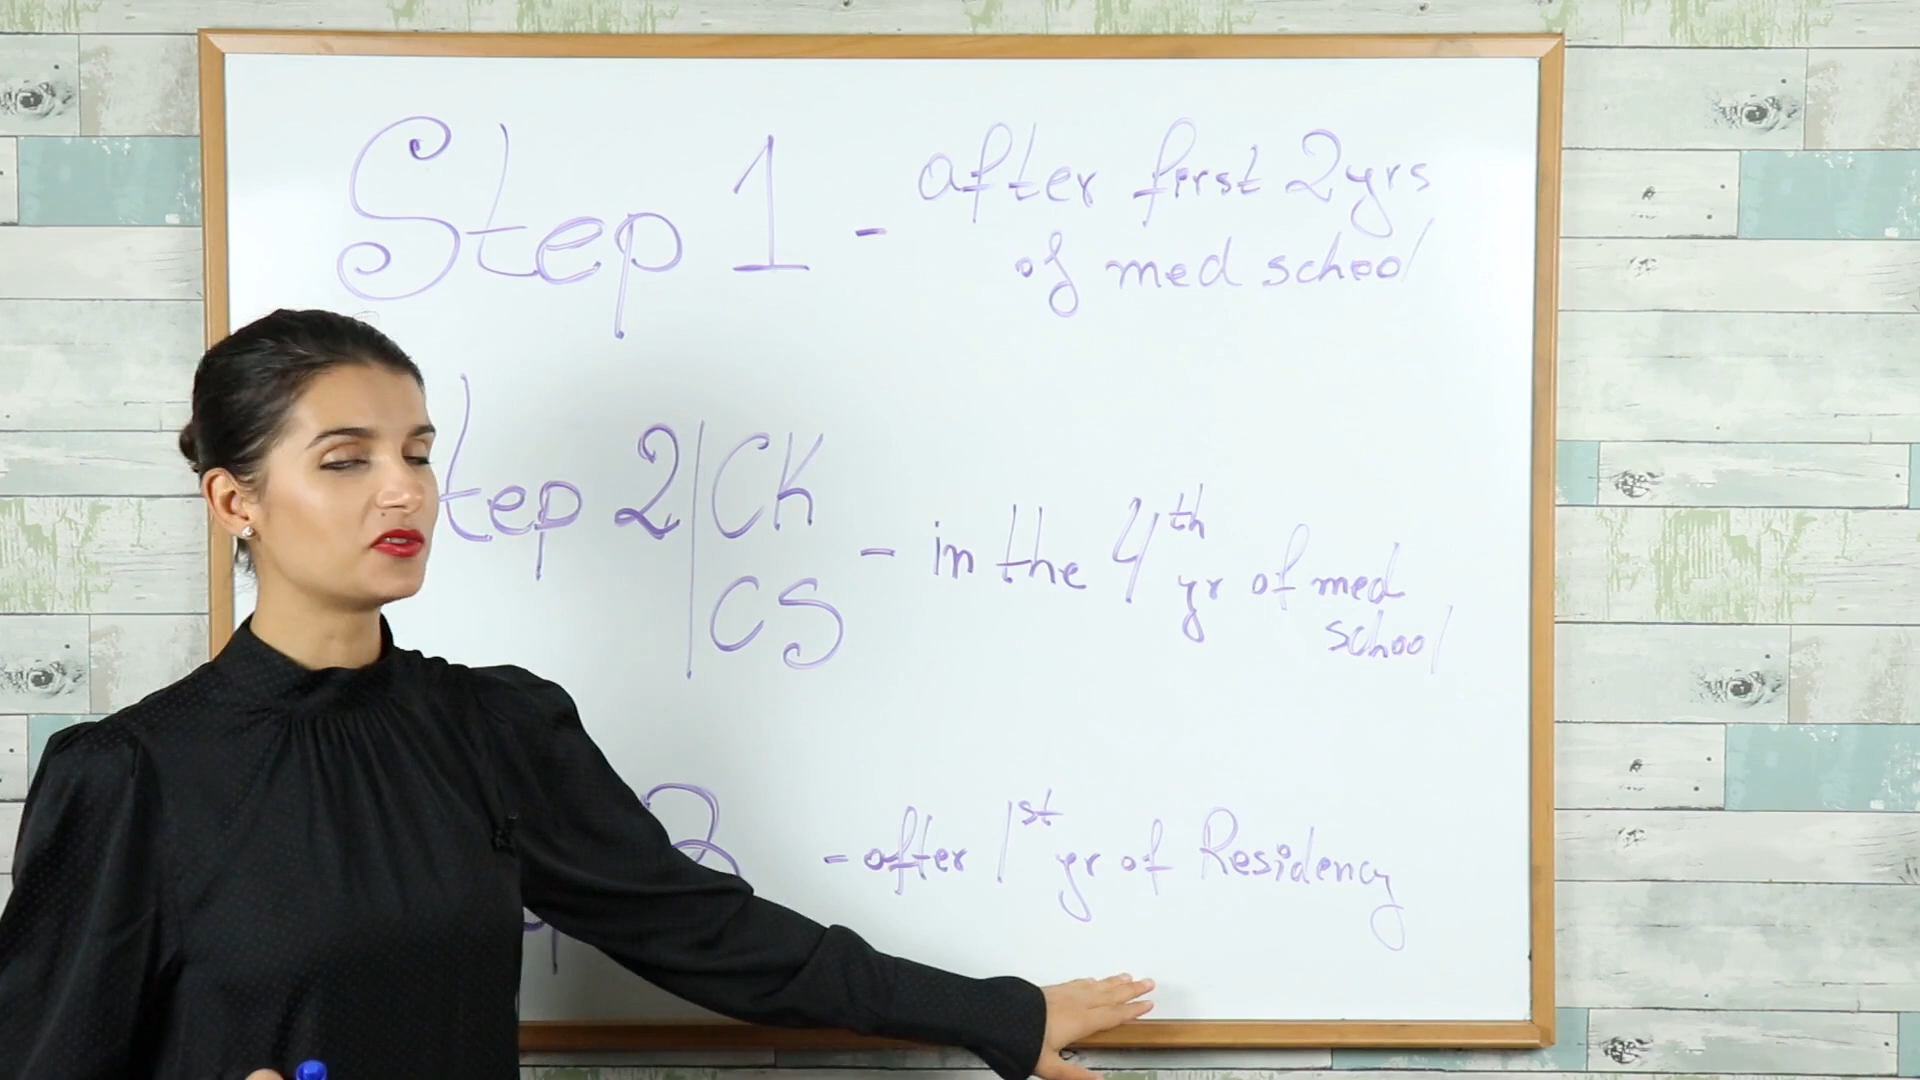 Step 1 - after first 2yrs
of med school
tep 2 CK
CS
- in the 4th
yr of med
school
3 - after 1st yr of Residency